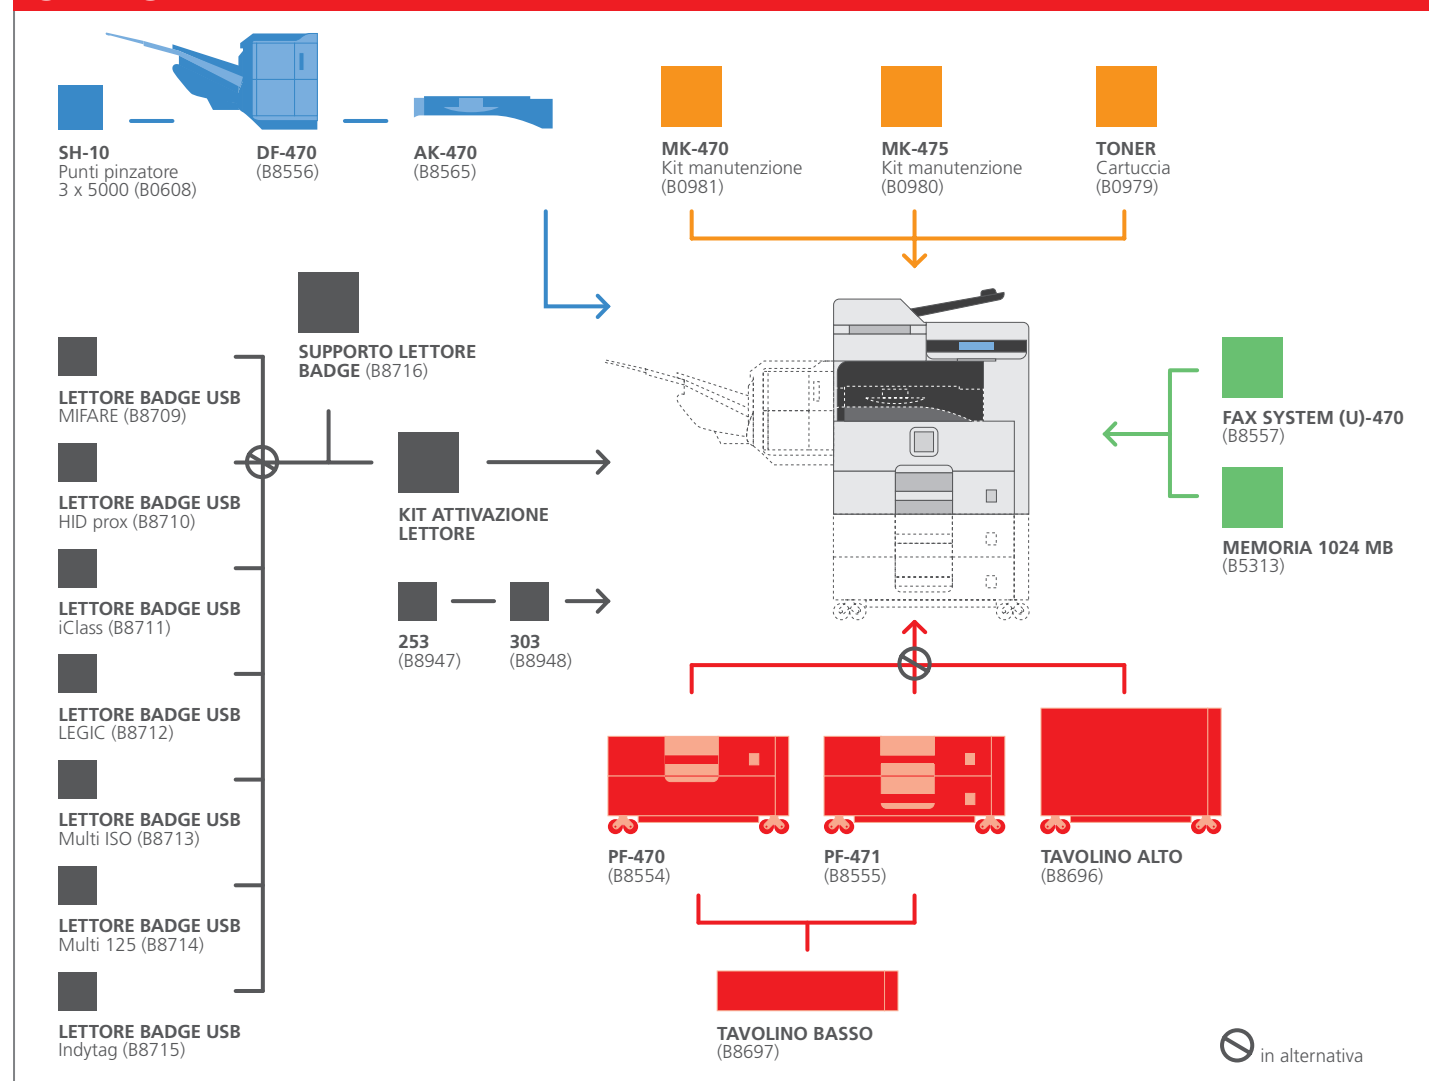 SH-10
Punti pinzatore
3 x 5000 (B0608)
DF-470
(B8556)
AK-470
(B8565)
MK-470
Kit manutenzione
(B0981)
MK-475
Kit manutenzione
(B0980)
TONER
Cartuccia
(B0979)
SUPPORTO LETTORE
BADGE (B8716)
LETTORE BADGE USB
MIFARE (B8709)
LETTORE BADGE USB
HID prox (B8710)
LETTORE BADGE USB
iClass (B8711)
LETTORE BADGE USB
LEGIC (B8712)
LETTORE BADGE USB
Multi ISO (B8713)
LETTORE BADGE USB
Multi 125 (B8714)
LETTORE BADGE USB
Indytag (B8715)
KIT ATTIVAZIONE
LETTORE
253
(B8947)
303
(B8948)
FAX SYSTEM (U)-470
(B8557)
MEMORIA 1024 MB
(B5313)
PF-470
(B8554)
PF-471
(B8555)
TAVOLINO ALTO
(B8696)
TAVOLINO BASSO
(B8697)
in alternativa